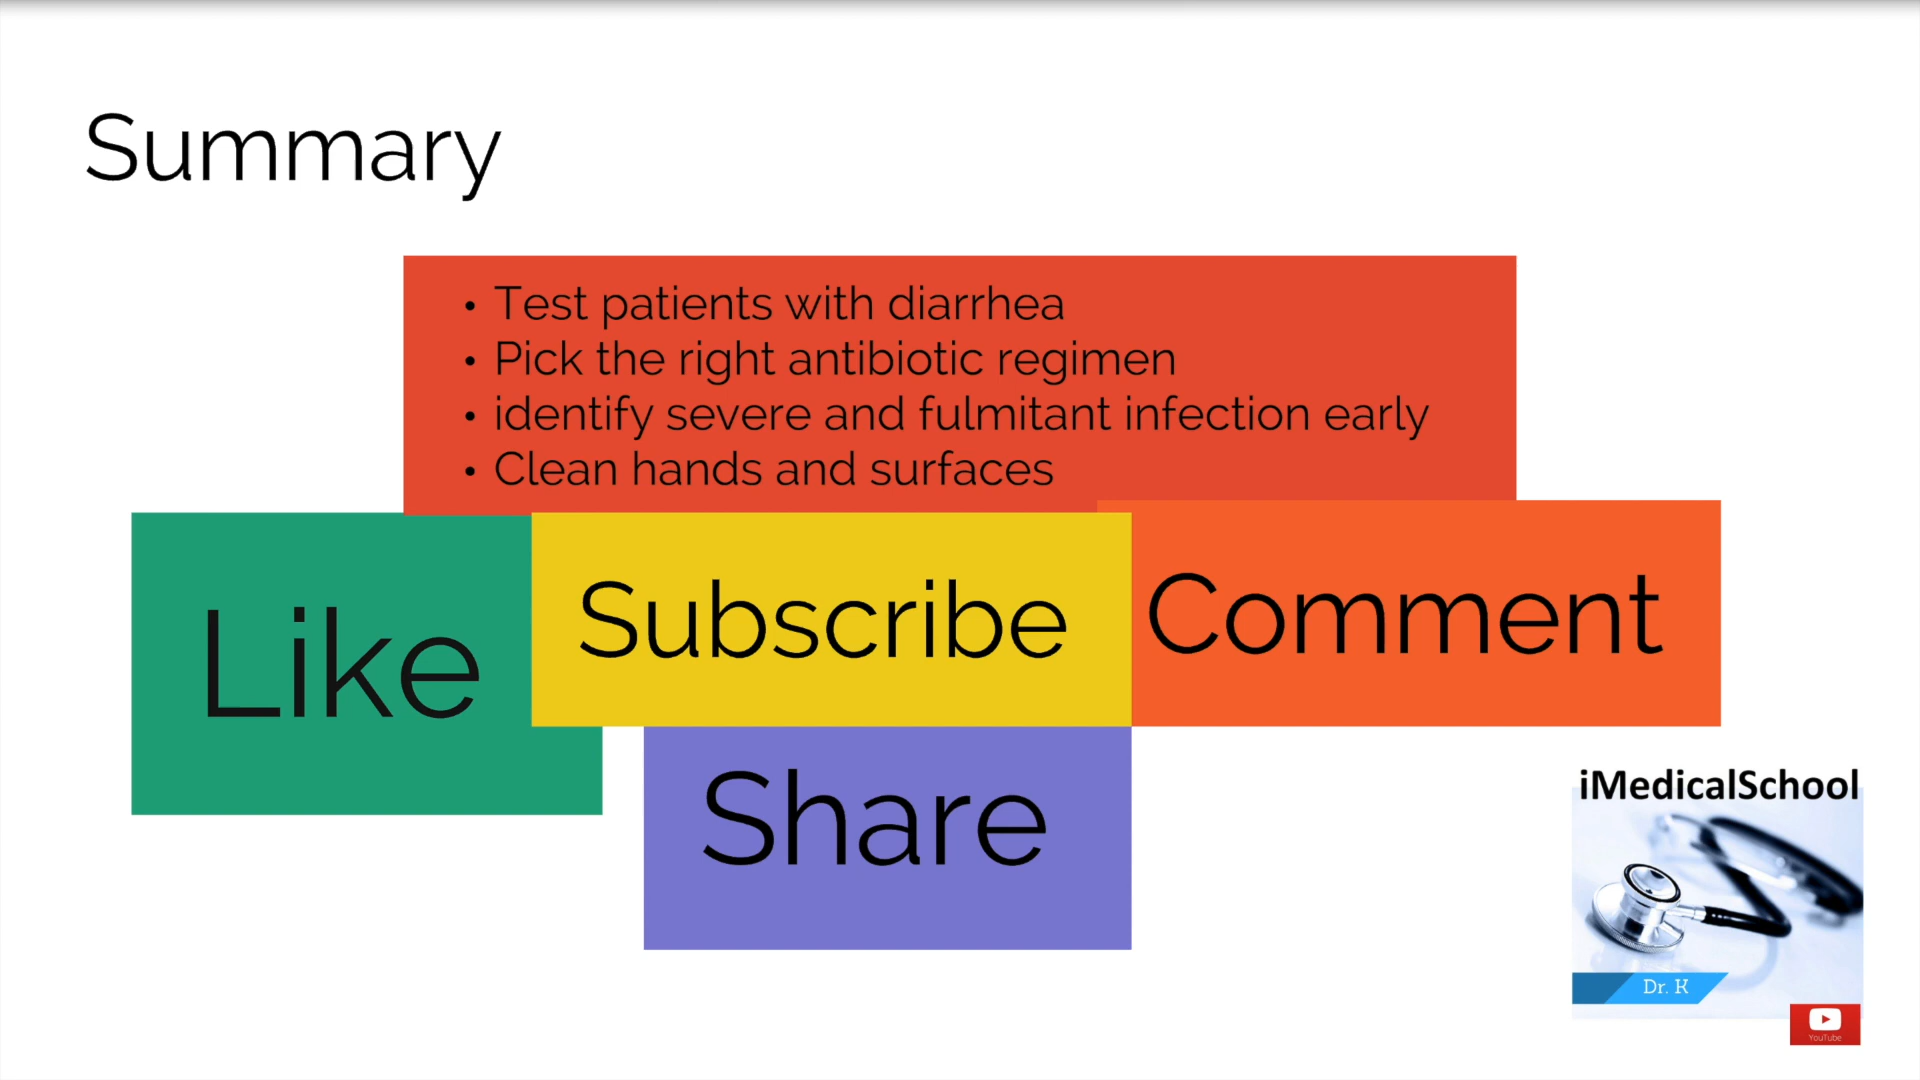 Summary
• Test patients with diarrhea
• Pick the right antibiotic regimen
• identify severe and fulmitant infection early
• Clean hands and surfaces
Like
Subscribe
Comment
Share
iMedicalSchool
Dr. K
YouTube